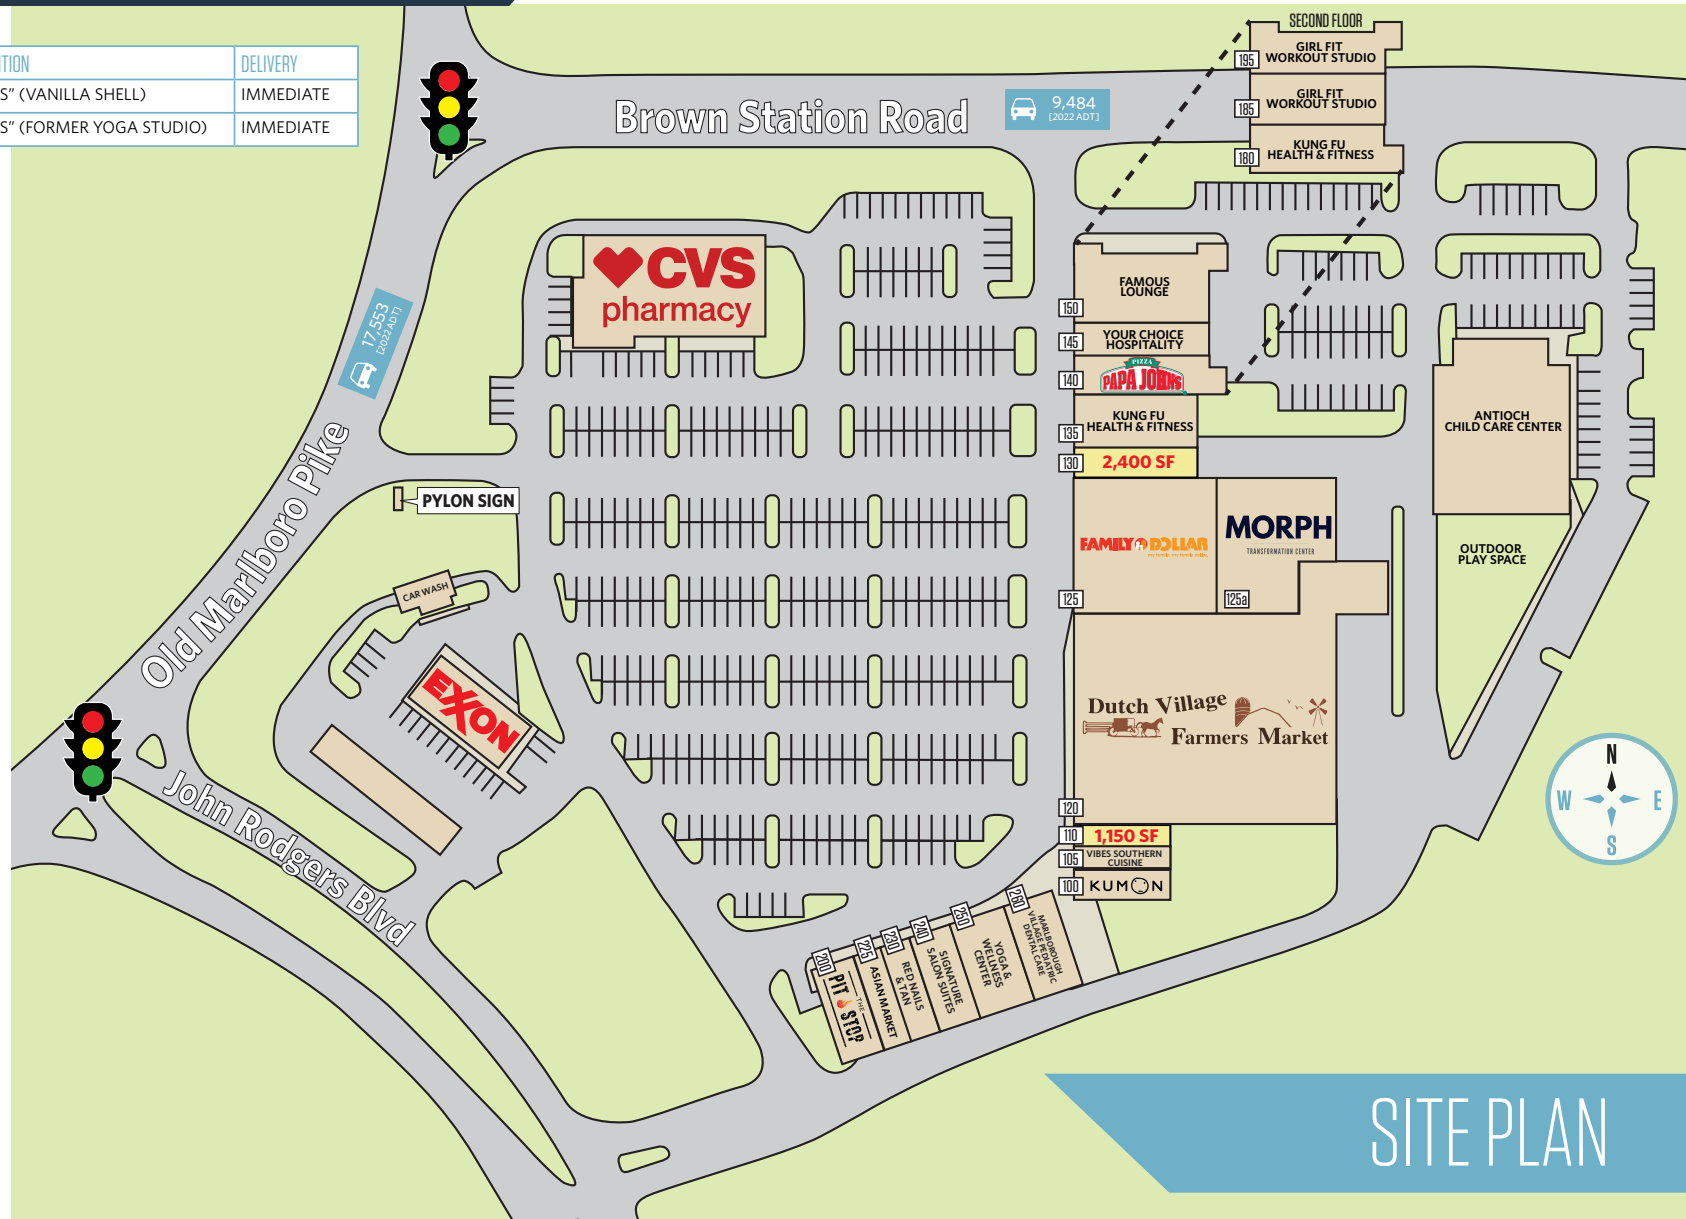 ITION
DELIVERY
S" (VANILLA SHELL)
IMMEDIATE
S" (FORMER YOGA STUDIO)
IMMEDIATE
Brown Station Road
9,484
[2022 ADT]
SECOND FLOOR
195
GIRL FIT
WORKOUT STUDIO
185
GIRL FIT
WORKOUT STUDIO
180
KUNG FU
HEALTH & FITNESS
CVS
pharmacy
17,553
[2022 ADT]
Old Marlboro Pike
PYLON SIGN
CAR WASH
EXXON
John Rodgers Blvd
150
FAMOUS
LOUNGE
145
YOUR CHOICE
HOSPITALITY
140
PIZZA
PAPA JOHNS
135
KUNG FU
HEALTH & FITNESS
130
2,400 SF
125
FAMILY DOLLAR
125a
MORPH
TRANSFORMATION CENTER
ANTIOCH
CHILD CARE CENTER
OUTDOOR
PLAY SPACE
120
Dutch Village
Farmers Market
110
1,150 SF
105
VIBES SOUTHERN
CUISINE
100
KUMON
200
THE
PIT STOP
225
ASIAN MARKET
230
RED NAILS
& TAN
240
SIGNATURE
SALON SUITES
250
YOGA &
WELLNESS
CENTER
260
MARLBOROUGH
VILLAGE PEDIATRIC
DENTAL CARE
N
W
E
S
SITE PLAN